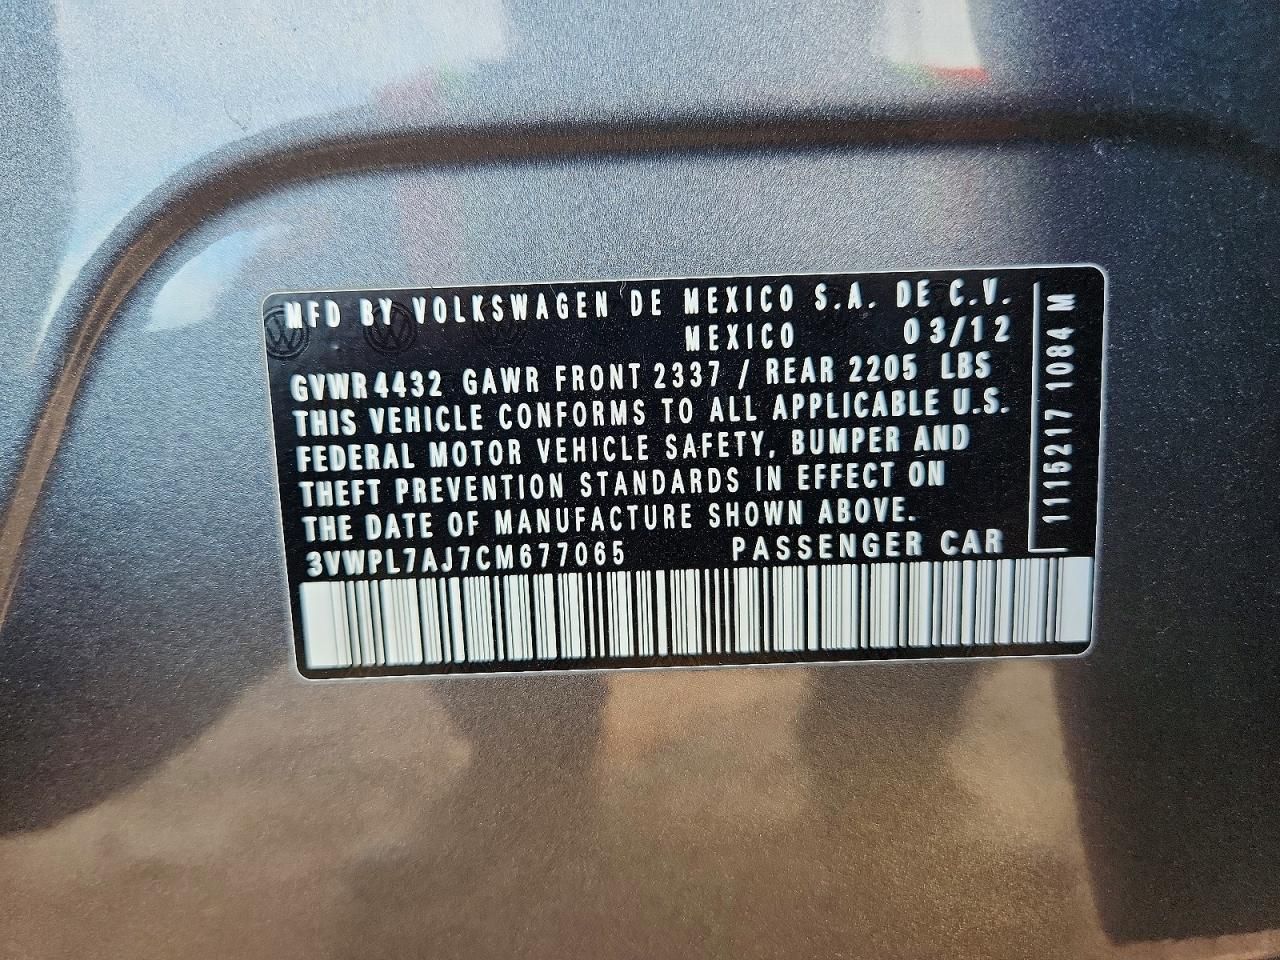 MFD BY VOLKSWAGEN DE MEXICO S.A. DE C.V.
MEXICO 03/12
GVWR 4432 GAWR FRONT 2337 / REAR 2205 LBS
THIS VEHICLE CONFORMS TO ALL APPLICABLE U.S.
FEDERAL MOTOR VEHICLE SAFETY, BUMPER AND
THEFT PREVENTION STANDARDS IN EFFECT ON
THE DATE OF MANUFACTURE SHOWN ABOVE.
3VWPL7AJ7CM677065 PASSENGER CAR
1115217 1084 M